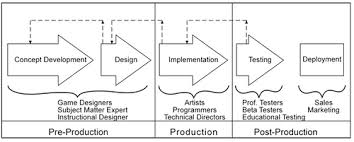 Concept Development
Design
Implementation
Testing
Deployment
Game Designers
Subject Matter Expert
Instructional Designer
Artists
Programmers
Technical Directors
Prof. Testers
Beta Testers
Educational Testing
Sales
Marketing
Pre-Production
Production
Post-Production